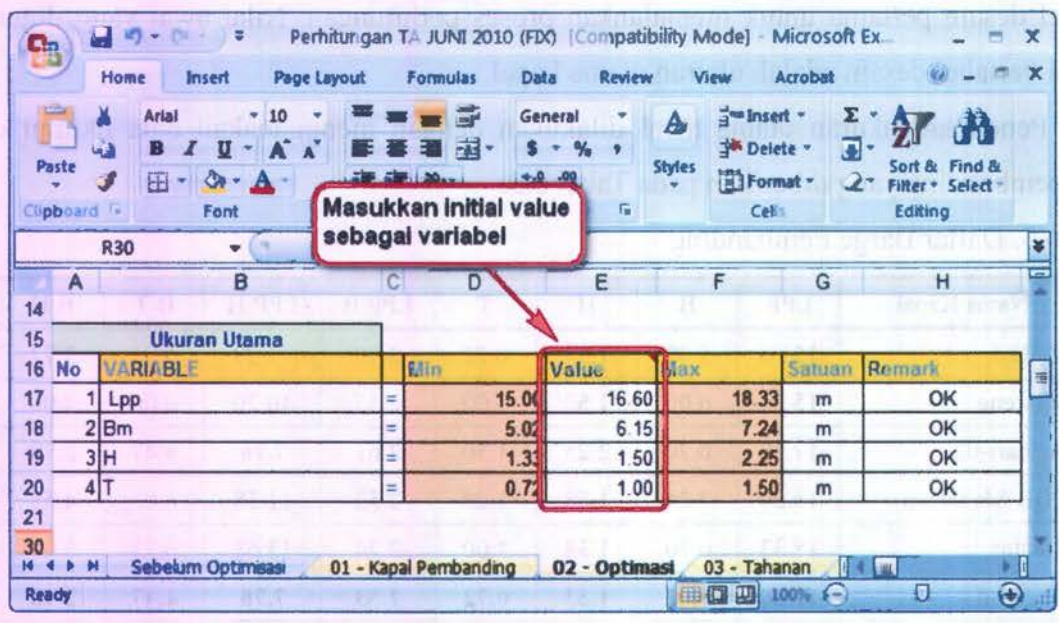 Perhitungan TA JUNI 2010 (FIX) [Compatibility Mode] - Microsoft Ex...
Home Insert Page Layout Formulas Data Review View Acrobat
Arial 10 General Insert
B I U A A $ % , Delete
Paste Styles Format Sort & Filter Find & Select
Clipboard Font Cells Editing
Masukkan initial value
sebagai variabel
R30
A B C D E F G H
14
15 Ukuran Utama
16 No VARIABLE Min Value Max Satuan Remark
17 1 Lpp = 15.00 16.60 18.33 m OK
18 2 Bm = 5.02 6.15 7.24 m OK
19 3 H = 1.33 1.50 2.25 m OK
20 4 T = 0.72 1.00 1.50 m OK
21
30
Sebelum Optimisasi 01 - Kapal Pembanding 02 - Optimasi 03 - Tahanan
Ready 100%